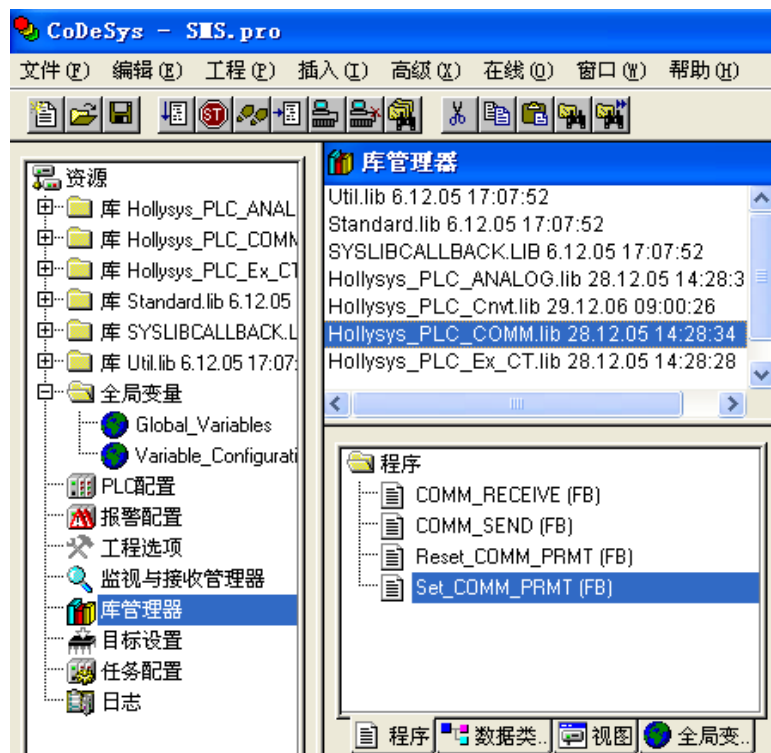 CoDeSys - SMS.pro
文件(F) 编辑(E) 工程(P) 插入(I) 高级(X) 在线(O) 窗口(W) 帮助(H)
资源
库 Hollysys_PLC_ANAL
库 Hollysys_PLC_COMM
库 Hollysys_PLC_Ex_CT
库 Standard.lib 6.12.05
库 SYSLIBCALLBACK.L
库 Util.lib 6.12.05 17:07:
全局变量
Global_Variables
Variable_Configurati
PLC配置
报警配置
工程选项
监视与接收管理器
库管理器
目标设置
任务配置
日志
库管理器
Util.lib 6.12.05 17:07:52
Standard.lib 6.12.05 17:07:52
SYSLIBCALLBACK.LIB 6.12.05 17:07:52
Hollysys_PLC_ANALOG.lib 28.12.05 14:28:3
Hollysys_PLC_Cnvt.lib 29.12.06 09:00:26
Hollysys_PLC_COMM.lib 28.12.05 14:28:34
Hollysys_PLC_Ex_CT.lib 28.12.05 14:28:28
程序
COMM_RECEIVE (FB)
COMM_SEND (FB)
Reset_COMM_PRMT (FB)
Set_COMM_PRMT (FB)
程序 数据类.. 视图 全局变..